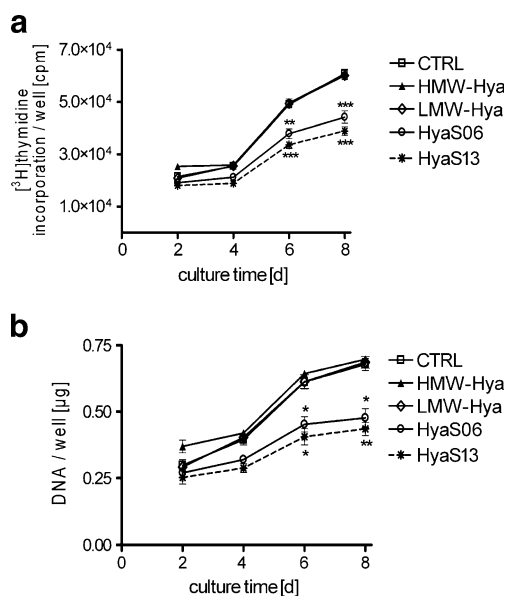 a
[³H]thymidine
incorporation / well [cpm]
7.0×10⁴
5.0×10⁴
3.0×10⁴
1.0×10⁴
**
***
***
***
0 2 4 6 8
culture time [d]
CTRL
HMW-Hya
LMW-Hya
HyaS06
HyaS13
b
DNA / well [µg]
0.75
0.50
0.25
0.00
*
*
*
**
0 2 4 6 8
culture time [d]
CTRL
HMW-Hya
LMW-Hya
HyaS06
HyaS13